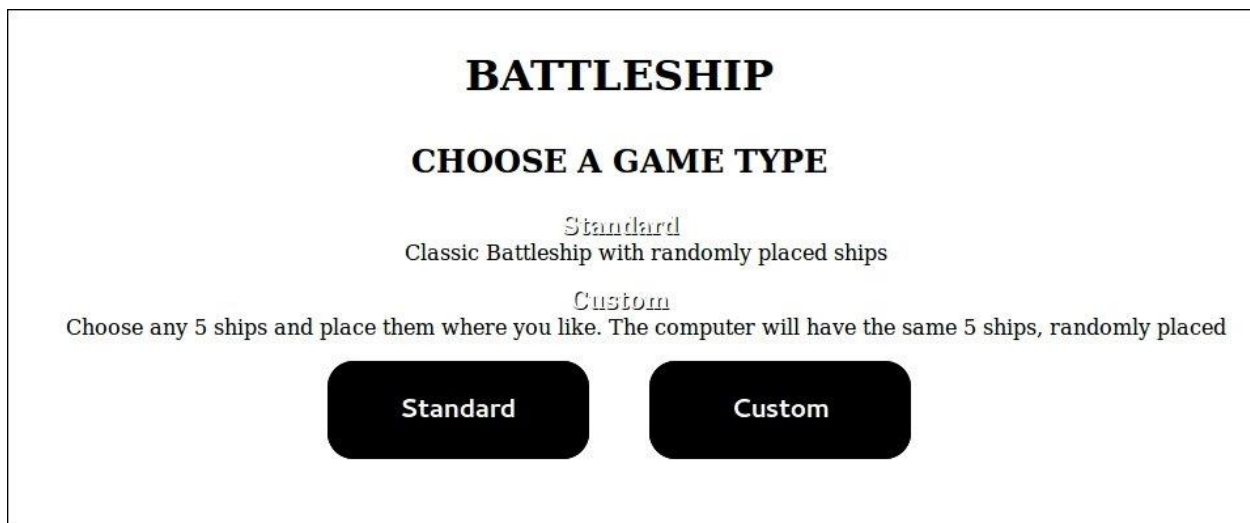 BATTLESHIP
CHOOSE A GAME TYPE
Standard
Classic Battleship with randomly placed ships
Custom
Choose any 5 ships and place them where you like. The computer will have the same 5 ships, randomly placed
Standard Custom